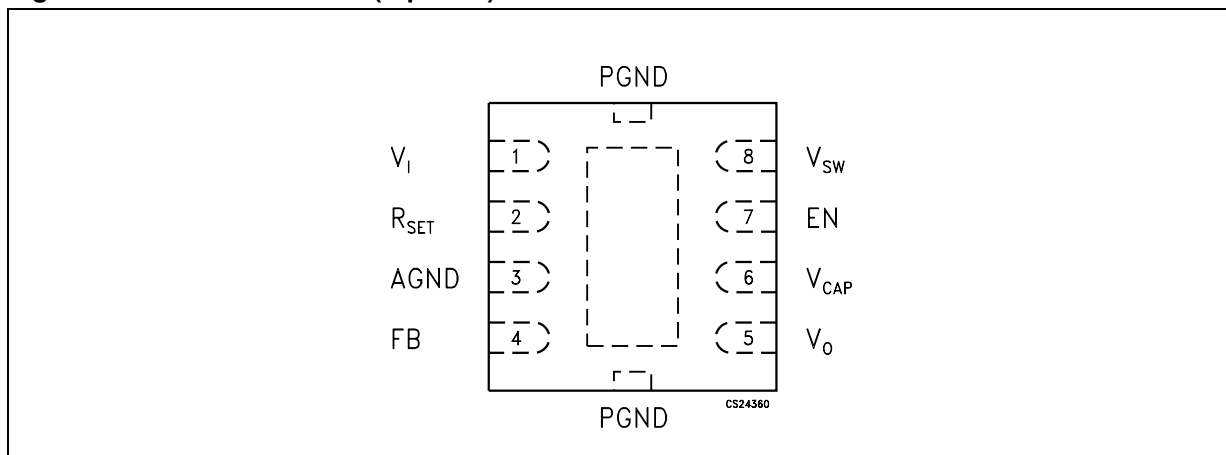 PGND
V_I 1 8 V_SW
R_SET 2 7 EN
AGND 3 6 V_CAP
FB 4 5 V_O
CS24360
PGND